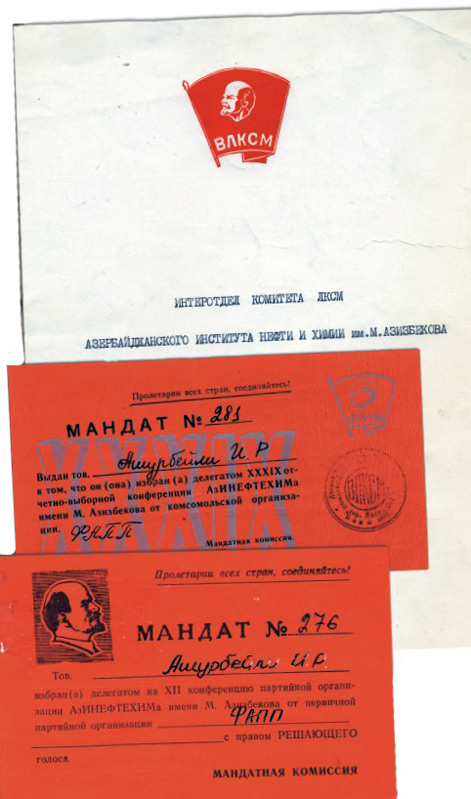 ВЛКСМ
ИНТЕРОТДЕЛ КОМИТЕТА ЛКСМ
АЗЕРБАЙДЖАНСКОГО ИНСТИТУТА НЕФТИ И ХИМИИ им.М.АЗИЗБЕКОВА
Пролетарии всех стран, соединяйтесь!
МАНДАТ № 281
XXXIX
Выдан тов. Ашурбейли И.Р.
в том, что он (она) избран (а) делегатом XXXIX от-
четно-выборной конференции АзИНЕФТЕХИМа
имени М. Азизбекова от комсомольской организа-
ции. ФАПП
Мандатная комиссия.
Пролетарии всех стран, соединяйтесь!
МАНДАТ № 276
Тов. Ашурбейли И.Р.
избран(а) делегатом на XII конференцию партийной органи-
зации АзИНЕФТЕХИМа имени М. Азизбекова от первичной
партийной организации ФАПП
с правом РЕШАЮЩЕГО
голоса
МАНДАТНАЯ КОМИССИЯ